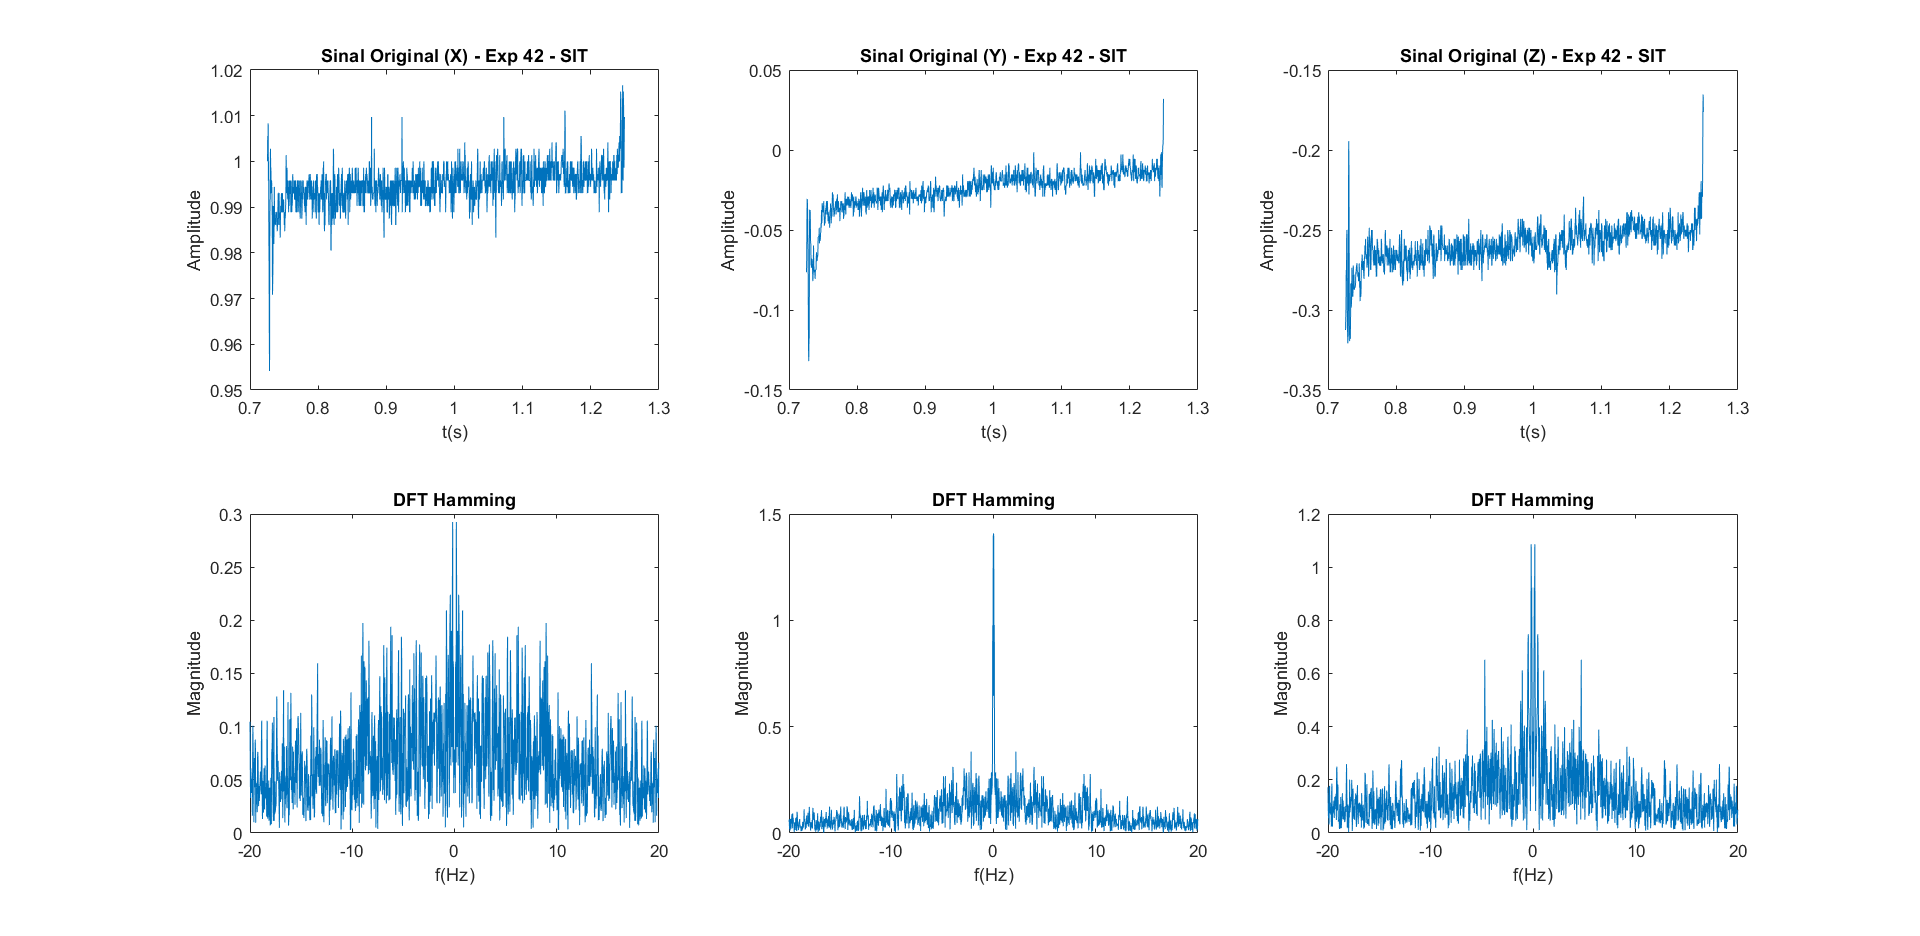 Sinal Original (X) - Exp 42 - SIT
1.02
1.01
1
0.99
0.98
0.97
0.96
0.95
Amplitude
0.7 0.8 0.9 1 1.1 1.2 1.3
t(s)
Sinal Original (Y) - Exp 42 - SIT
0.05
0
-0.05
-0.1
-0.15
Amplitude
0.7 0.8 0.9 1 1.1 1.2 1.3
t(s)
Sinal Original (Z) - Exp 42 - SIT
-0.15
-0.2
-0.25
-0.3
-0.35
Amplitude
0.7 0.8 0.9 1 1.1 1.2 1.3
t(s)
DFT Hamming
0.3
0.25
0.2
0.15
0.1
0.05
0
Magnitude
-20 -10 0 10 20
f(Hz)
DFT Hamming
1.5
1
0.5
0
Magnitude
-20 -10 0 10 20
f(Hz)
DFT Hamming
1.2
1
0.8
0.6
0.4
0.2
0
Magnitude
-20 -10 0 10 20
f(Hz)